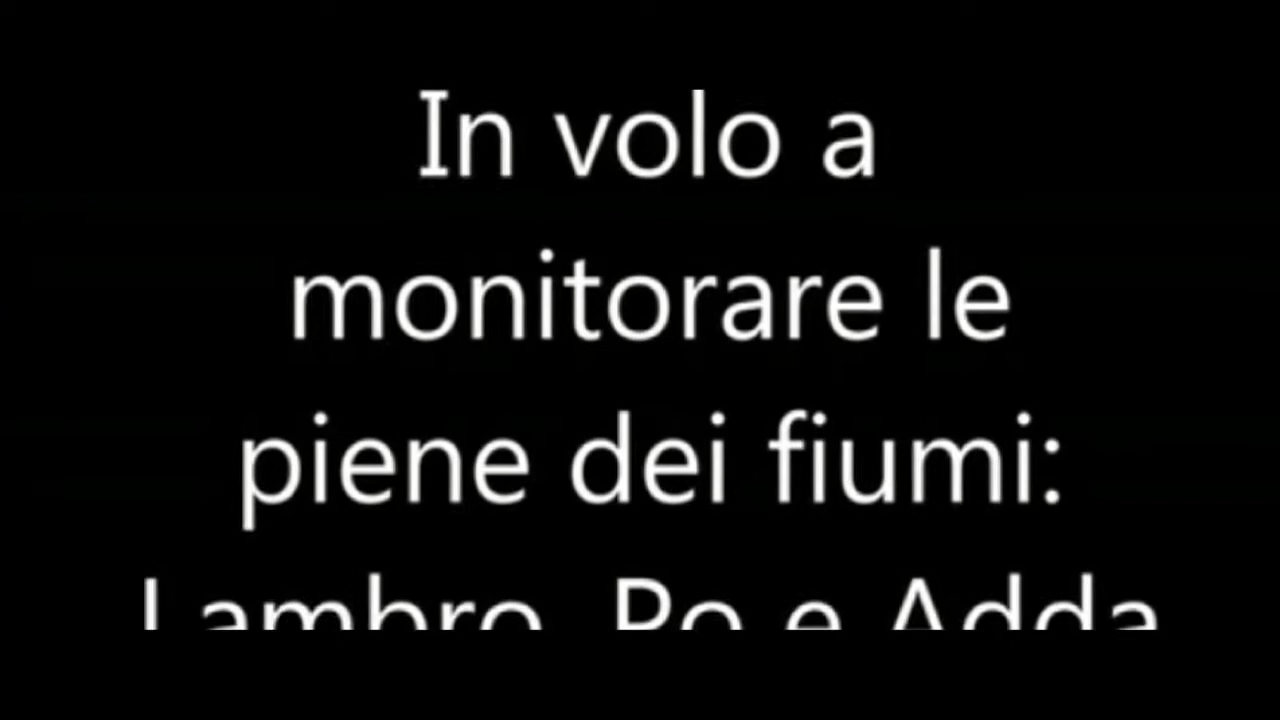 In volo a
monitorare le
piene dei fiumi:
Lambro, Po e Adda